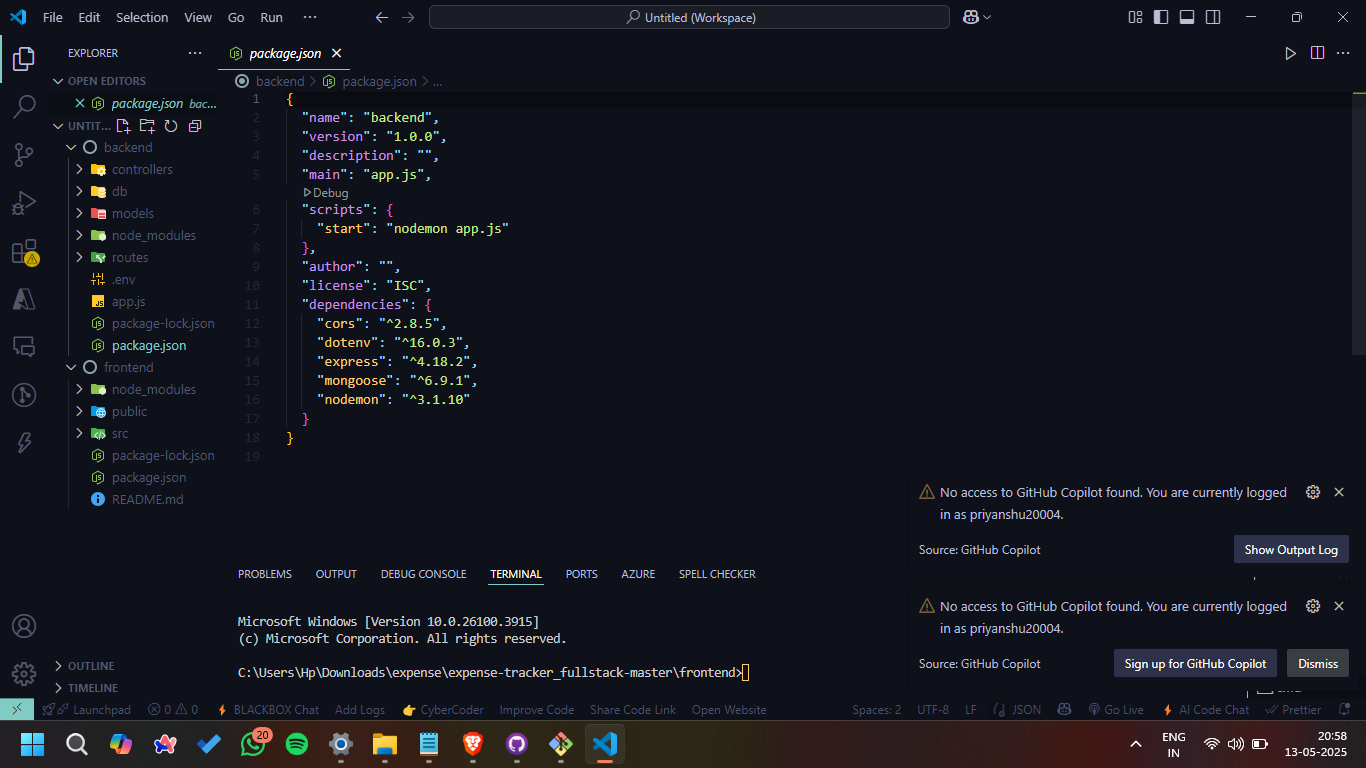 File Edit Selection View Go Run ···
Untitled (Workspace)
EXPLORER ···
OPEN EDITORS
package.json bac...
UNTIT...
backend
controllers
db
models
node_modules
routes
.env
app.js
package-lock.json
package.json
frontend
node_modules
public
src
package-lock.json
package.json
README.md
OUTLINE
TIMELINE
package.json
backend > package.json > ...
1 {
2 "name": "backend",
3 "version": "1.0.0",
4 "description": "",
5 "main": "app.js",
Debug
6 "scripts": {
7 "start": "nodemon app.js"
8 },
9 "author": "",
10 "license": "ISC",
11 "dependencies": {
12 "cors": "^2.8.5",
13 "dotenv": "^16.0.3",
14 "express": "^4.18.2",
15 "mongoose": "^6.9.1",
16 "nodemon": "^3.1.10"
17 }
18 }
19
PROBLEMS OUTPUT DEBUG CONSOLE TERMINAL PORTS AZURE SPELL CHECKER
Microsoft Windows [Version 10.0.26100.3915]
(c) Microsoft Corporation. All rights reserved.
C:\Users\Hp\Downloads\expense\expense-tracker_fullstack-master\frontend>
No access to GitHub Copilot found. You are currently logged
in as priyanshu20004.
Source: GitHub Copilot
Show Output Log
No access to GitHub Copilot found. You are currently logged
in as priyanshu20004.
Source: GitHub Copilot
Sign up for GitHub Copilot Dismiss
Launchpad 0 0 BLACKBOX Chat Add Logs CyberCoder Improve Code Share Code Link Open Website Spaces: 2 UTF-8 LF {} JSON Go Live AI Code Chat Prettier
20
ENG
IN
20:58
13-05-2025